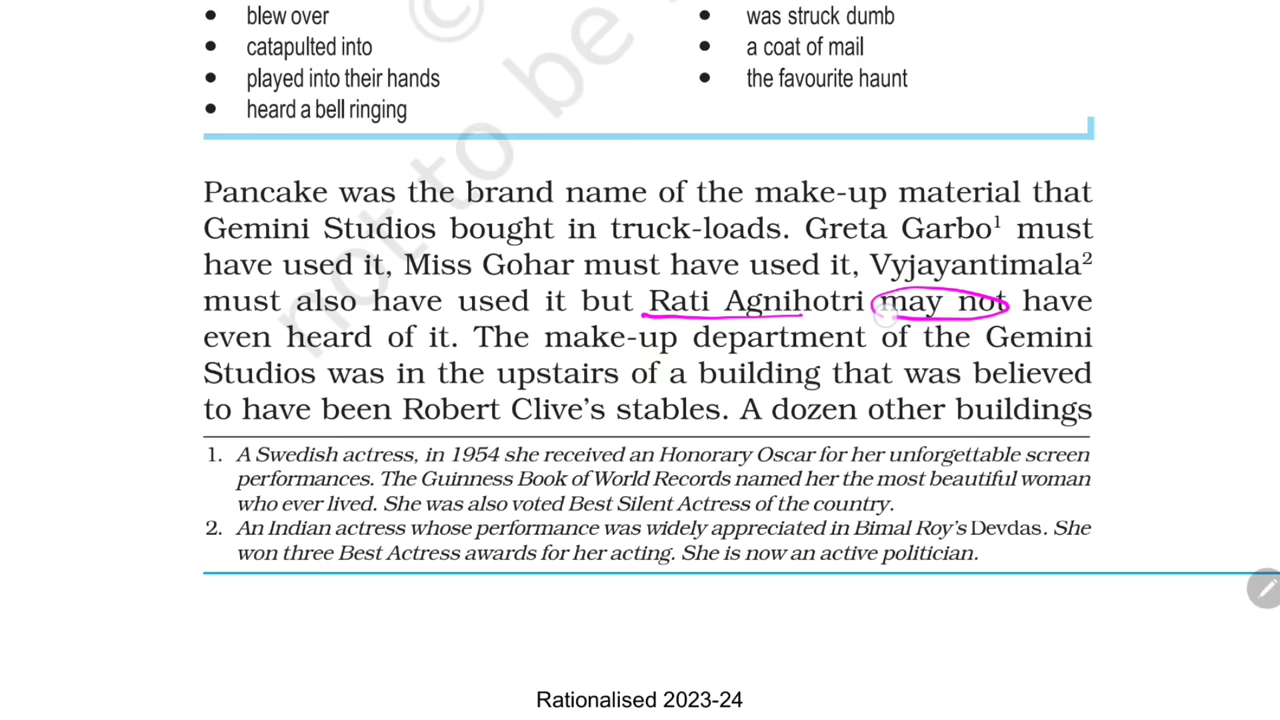 • blew over
• catapulted into
• played into their hands
• heard a bell ringing
• was struck dumb
• a coat of mail
• the favourite haunt
Pancake was the brand name of the make-up material that
Gemini Studios bought in truck-loads. Greta Garbo¹ must
have used it, Miss Gohar must have used it, Vyjayantimala²
must also have used it but Rati Agnihotri may not have
even heard of it. The make-up department of the Gemini
Studios was in the upstairs of a building that was believed
to have been Robert Clive’s stables. A dozen other buildings
1. A Swedish actress, in 1954 she received an Honorary Oscar for her unforgettable screen
performances. The Guinness Book of World Records named her the most beautiful woman
who ever lived. She was also voted Best Silent Actress of the country.
2. An Indian actress whose performance was widely appreciated in Bimal Roy’s Devdas. She
won three Best Actress awards for her acting. She is now an active politician.
©
not to be
Rationalised 2023-24